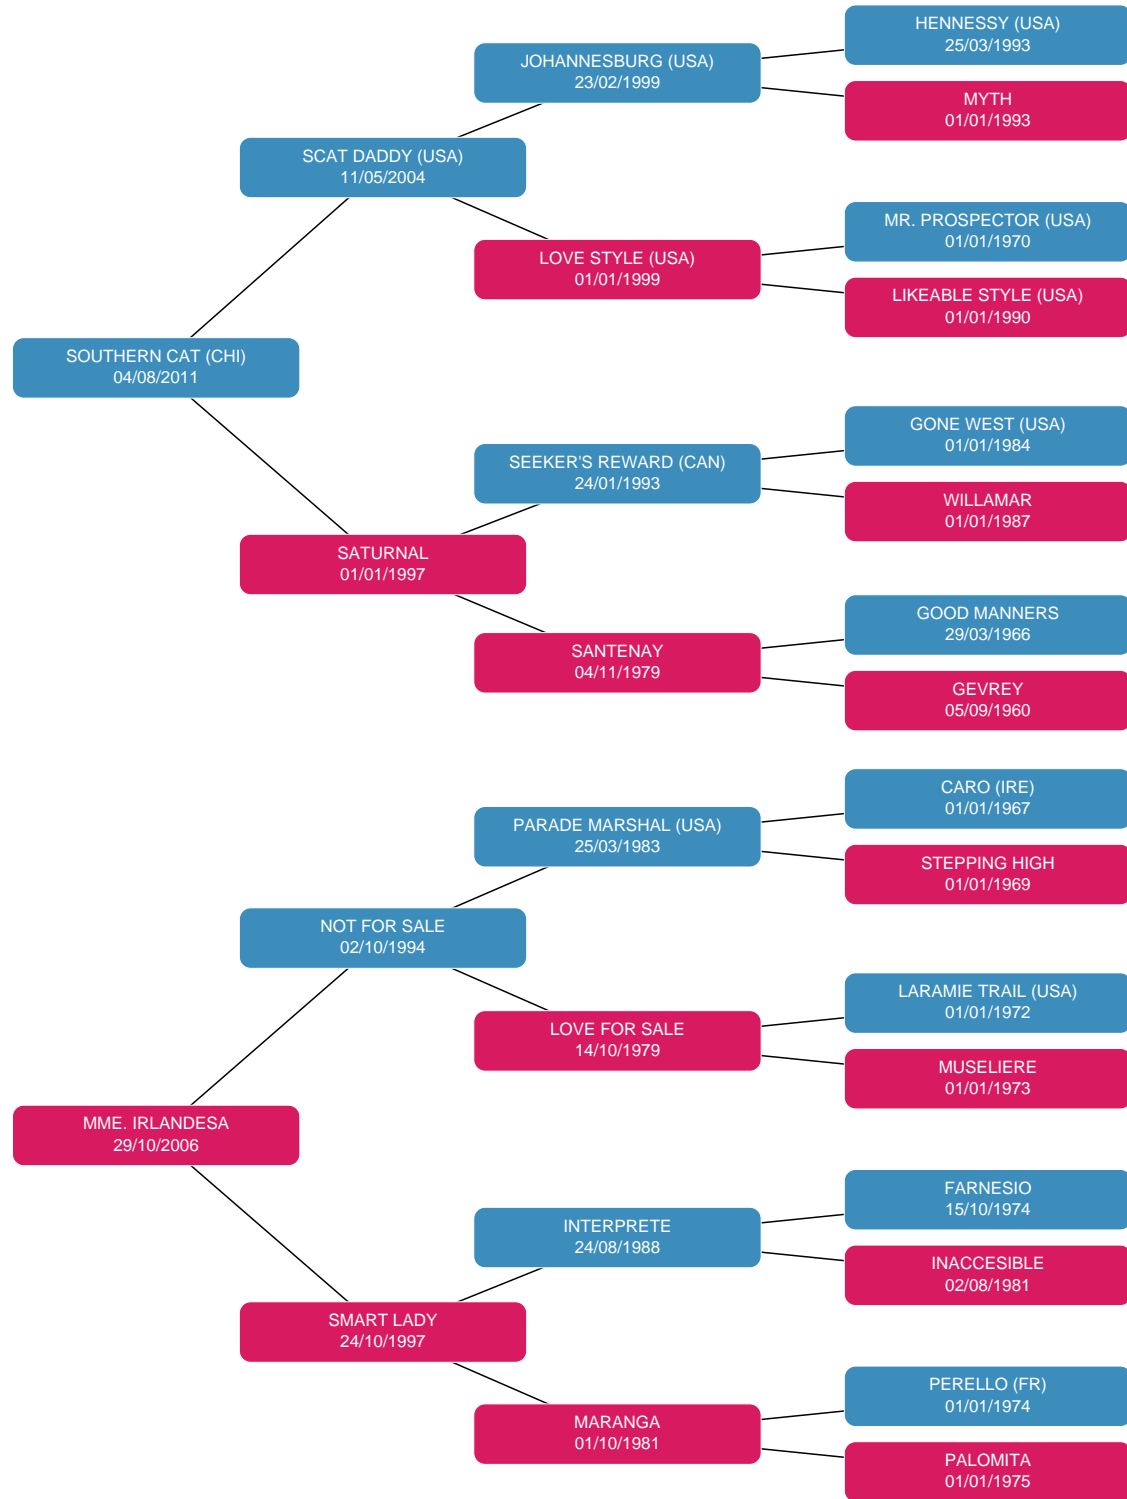 HENNESSY (USA)
25/03/1993
JOHANNESBURG (USA)
23/02/1999
MYTH
01/01/1993
SCAT DADDY (USA)
11/05/2004
MR. PROSPECTOR (USA)
01/01/1970
LOVE STYLE (USA)
01/01/1999
LIKEABLE STYLE (USA)
01/01/1990
SOUTHERN CAT (CHI)
04/08/2011
GONE WEST (USA)
01/01/1984
SEEKER'S REWARD (CAN)
24/01/1993
WILLAMAR
01/01/1987
SATURNAL
01/01/1997
GOOD MANNERS
29/03/1966
SANTENAY
04/11/1979
GEVREY
05/09/1960
CARO (IRE)
01/01/1967
PARADE MARSHAL (USA)
25/03/1983
STEPPING HIGH
01/01/1969
NOT FOR SALE
02/10/1994
LARAMIE TRAIL (USA)
01/01/1972
LOVE FOR SALE
14/10/1979
MUSELIERE
01/01/1973
MME. IRLANDESA
29/10/2006
FARNESIO
15/10/1974
INTERPRETE
24/08/1988
INACCESIBLE
02/08/1981
SMART LADY
24/10/1997
PERELLO (FR)
01/01/1974
MARANGA
01/10/1981
PALOMITA
01/01/1975